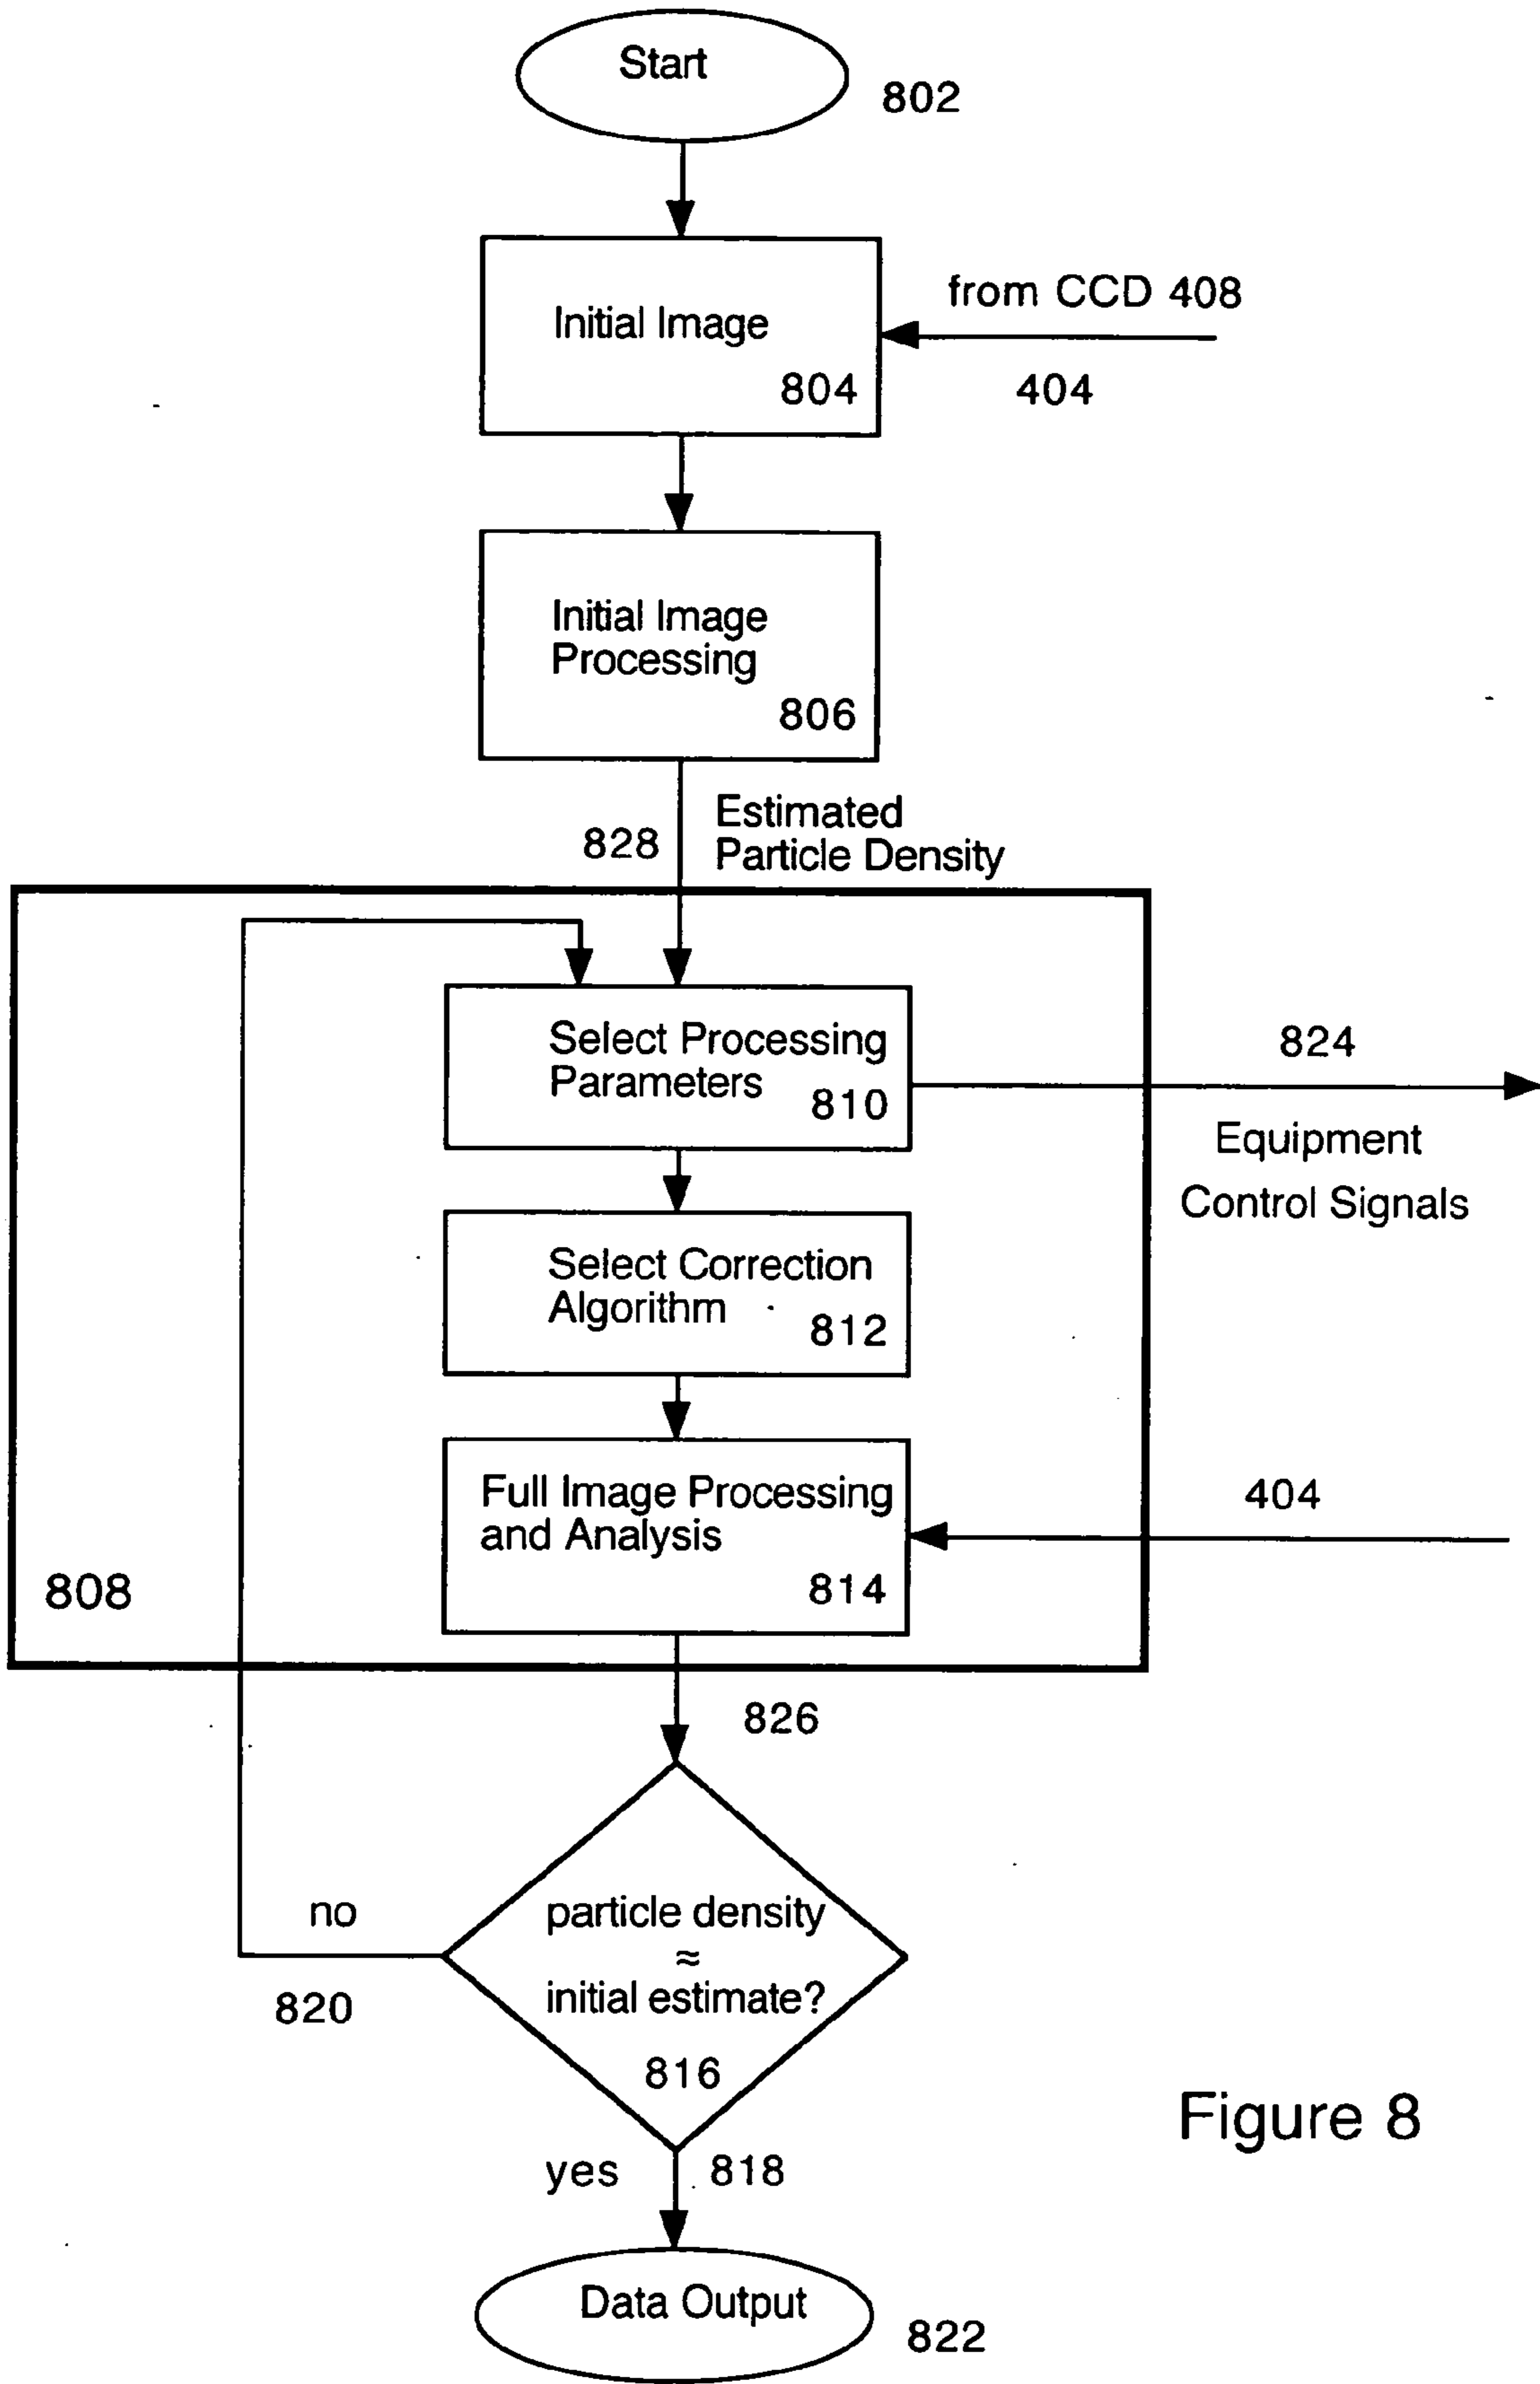 Start
802
from CCD 408
Initial Image
804
404
Initial Image
Processing
806
828
Estimated
Particle Density
Select Processing
Parameters
810
824
Equipment
Control Signals
Select Correction
Algorithm
812
Full Image Processing
and Analysis
814
404
808
826
no
820
particle density
≈
initial estimate?
816
yes
818
Data Output
822
Figure 8